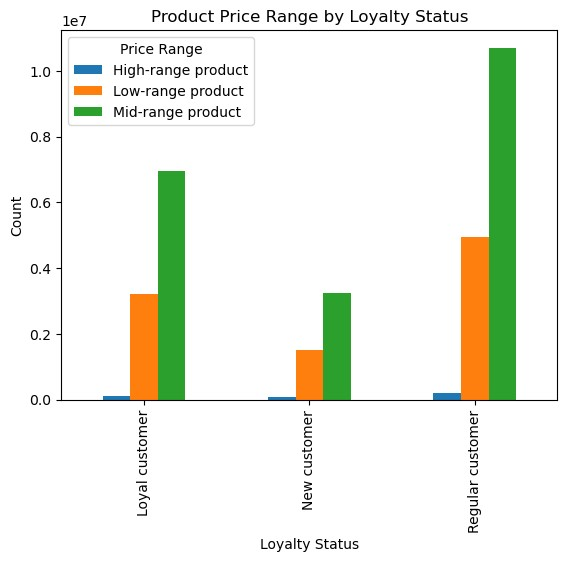 Product Price Range by Loyalty Status
1e7
Price Range
High-range product
Low-range product
Mid-range product
1.0
0.8
0.6
0.4
0.2
0.0
Count
Loyal customer
New customer
Regular customer
Loyalty Status